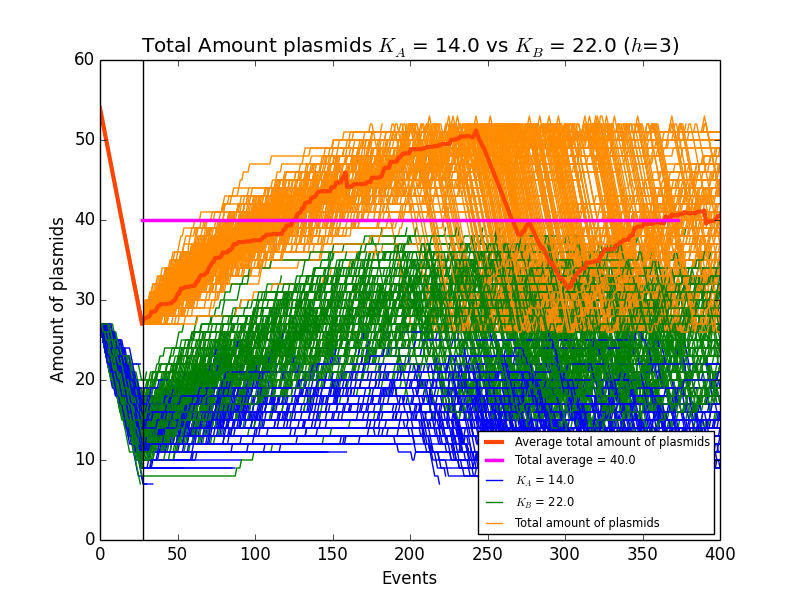 Total Amount plasmids K_A = 14.0 vs K_B = 22.0 (h=3)
60
50
40
30
20
10
0
Amount of plasmids
0 50 100 150 200 250 300 350 400
Events
Average total amount of plasmids
Total average = 40.0
K_A = 14.0
K_B = 22.0
Total amount of plasmids